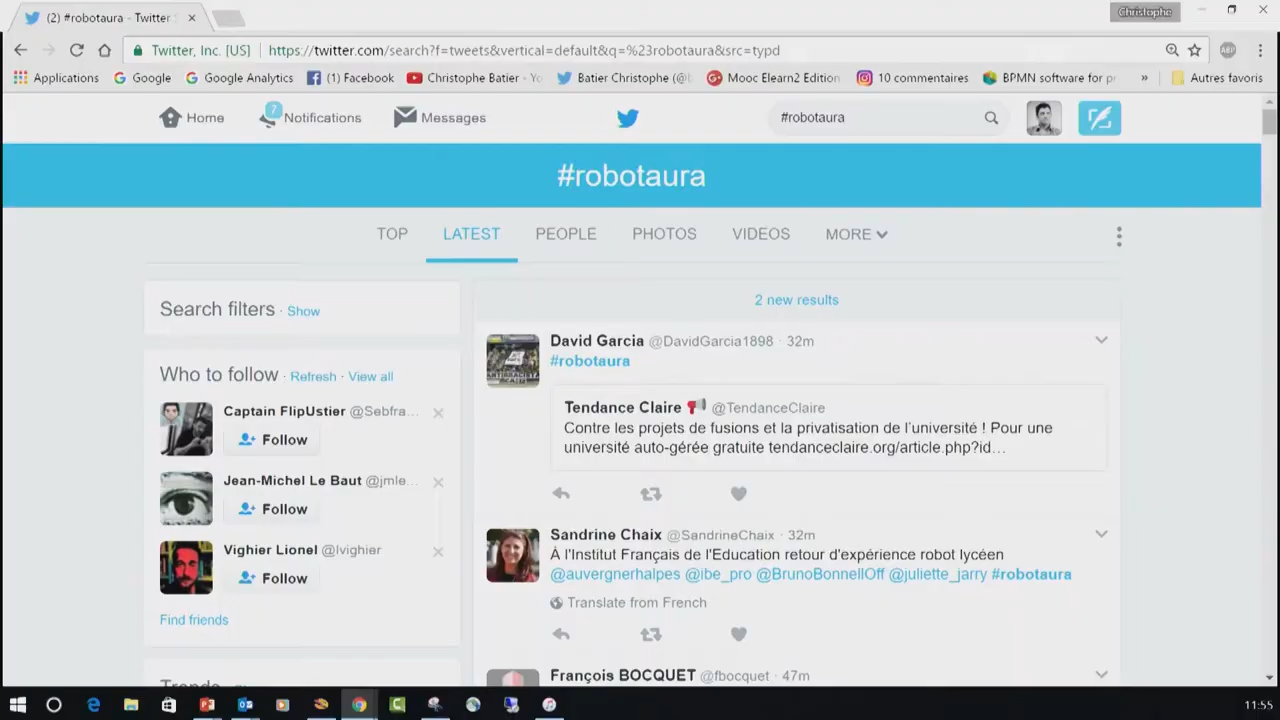 (2) #robotaura - Twitter
Christophe
Twitter, Inc. [US]
https://twitter.com/search?f=tweets&vertical=default&q=%23robotaura&src=typd
ABP
Applications
Google
Google Analytics
(1) Facebook
Christophe Batier - Yo
Batier Christophe (@
Mooc Elearn2 Edition
10 commentaires
BPMN software for p
»
Autres favoris
Home
7
Notifications
Messages
#robotaura
#robotaura
TOP
LATEST
PEOPLE
PHOTOS
VIDEOS
MORE
Search filters · Show
Who to follow · Refresh · View all
Captain FlipUstier @Sebfra...
Follow
Jean-Michel Le Baut @jmle...
Follow
Vighier Lionel @lvighier
Follow
Find friends
2 new results
David Garcia @DavidGarcia1898 · 32m
#robotaura
Tendance Claire @TendanceClaire
Contre les projets de fusions et la privatisation de l'université ! Pour une
université auto-gérée gratuite tendanceclaire.org/article.php?id…
Sandrine Chaix @SandrineChaix · 32m
À l'Institut Français de l'Education retour d'expérience robot lycéen
@auvergnerhalpes @ibe_pro @BrunoBonnellOff @juliette_jarry #robotaura
Translate from French
François BOCQUET @fbocquet · 47m
11:55